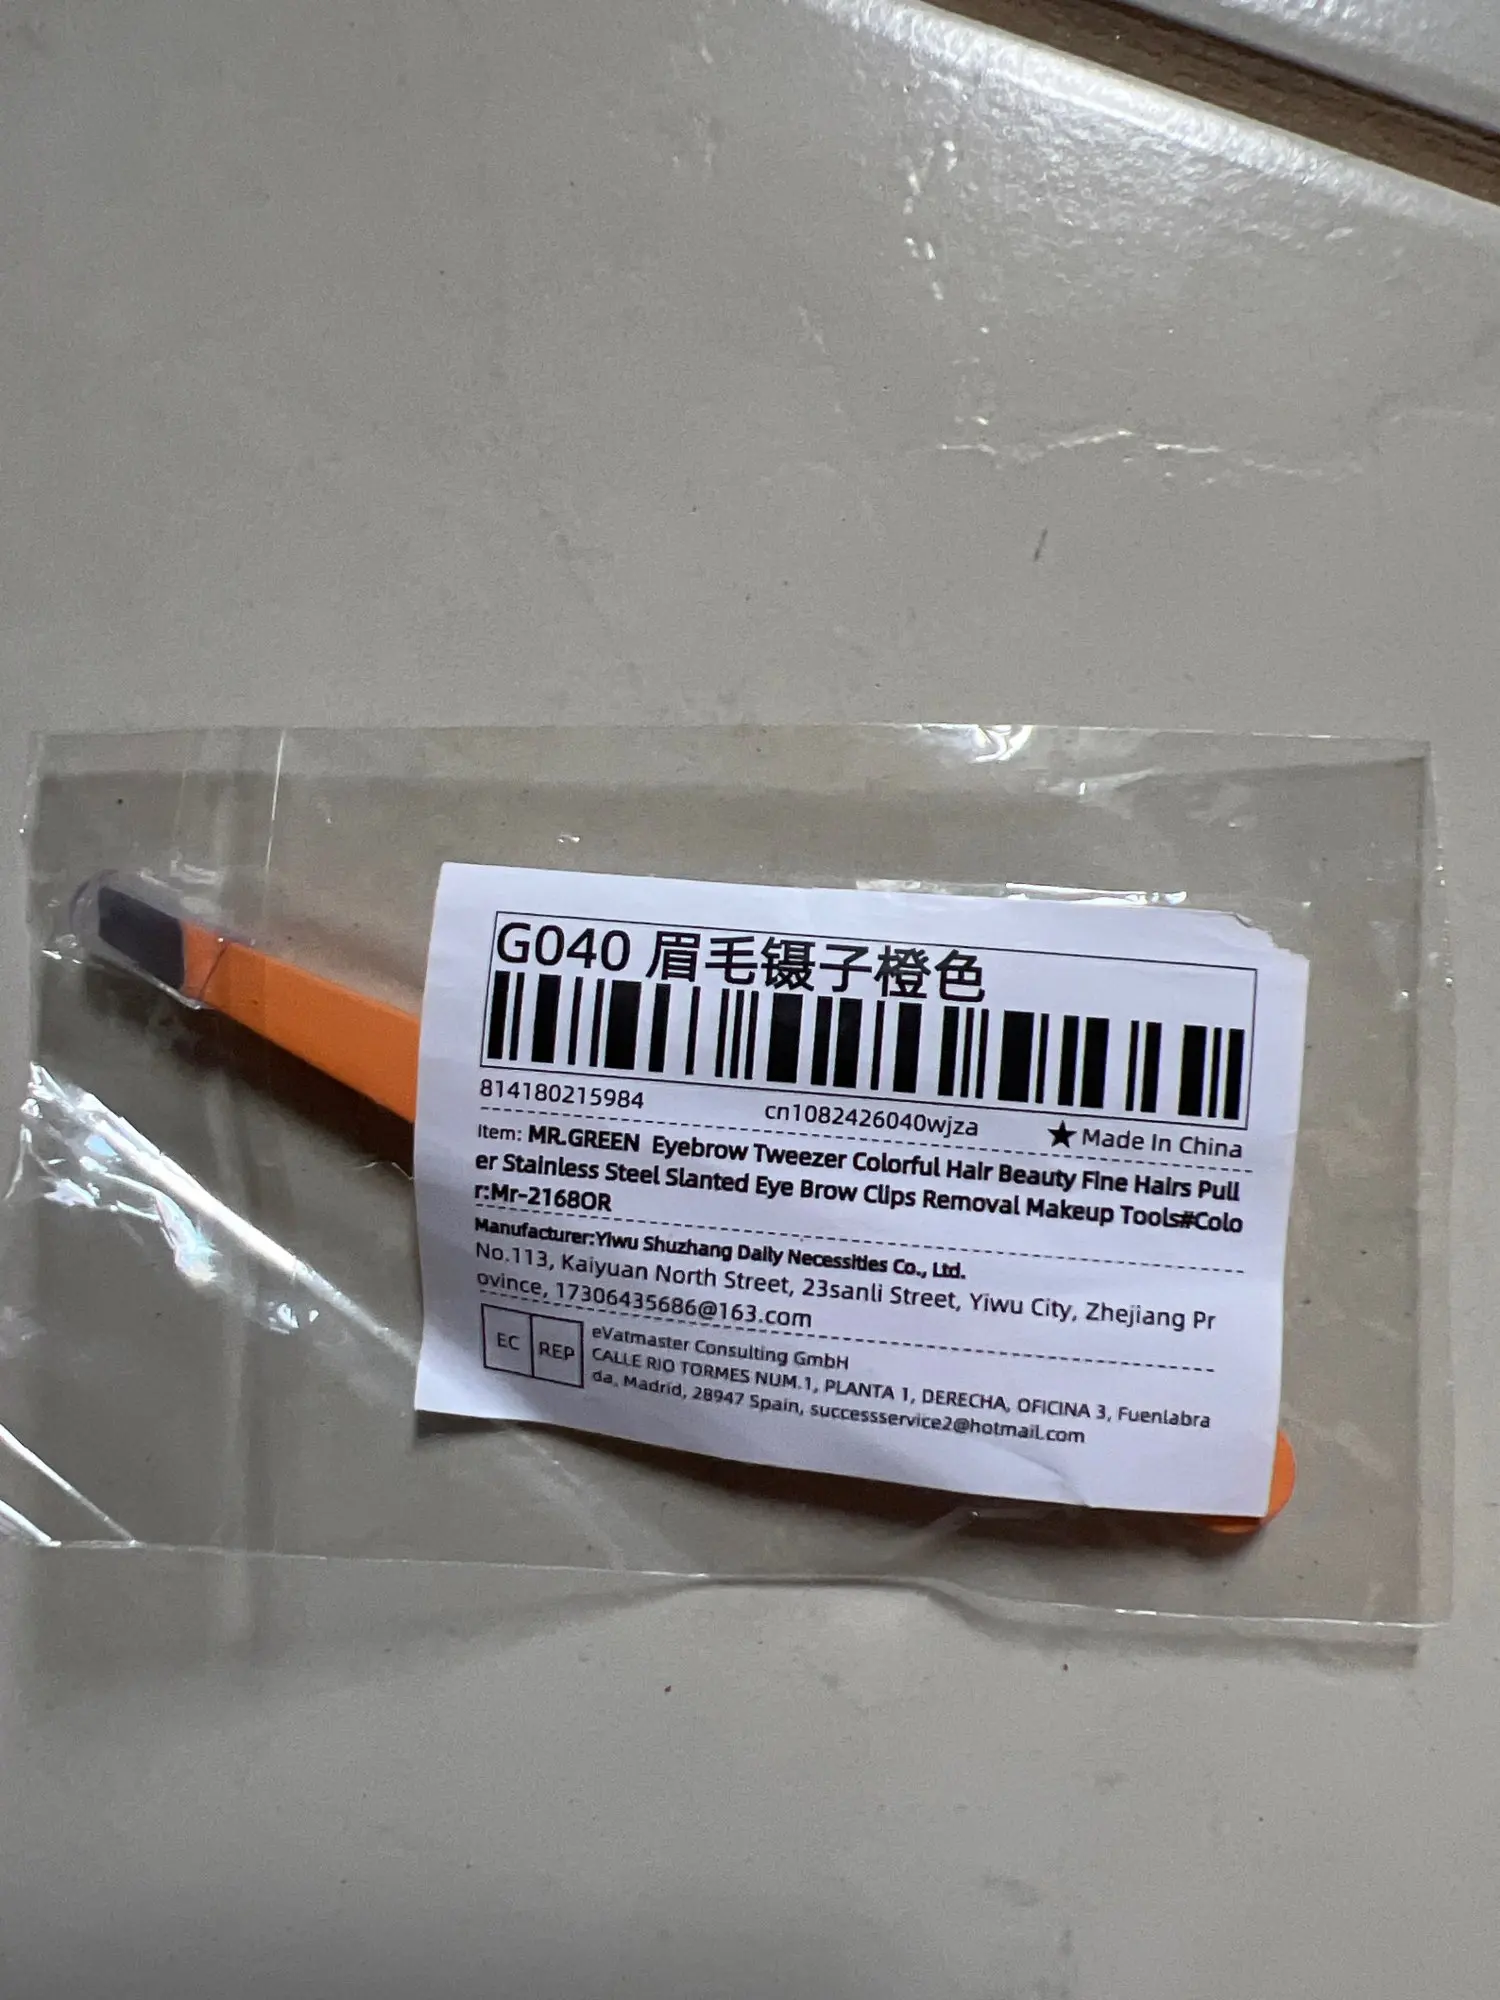 G040 眉毛镊子橙色
814180215984
cn1082426040wjza
★Made In China
Item: MR.GREEN Eyebrow Tweezer Colorful Hair Beauty Fine Hairs Pull
er Stainless Steel Slanted Eye Brow Clips Removal Makeup Tools#Colo
r:Mr-2168OR
Manufacturer:Yiwu Shuzhang Daily Necessities Co., Ltd.
No.113, Kaiyuan North Street, 23sanli Street, Yiwu City, Zhejiang Pr
ovince, 17306435686@163.com
EC REP
eVatmaster Consulting GmbH
CALLE RIO TORMES NUM.1, PLANTA 1, DERECHA, OFICINA 3, Fuenlabra
da, Madrid, 28947 Spain, successservice2@hotmail.com